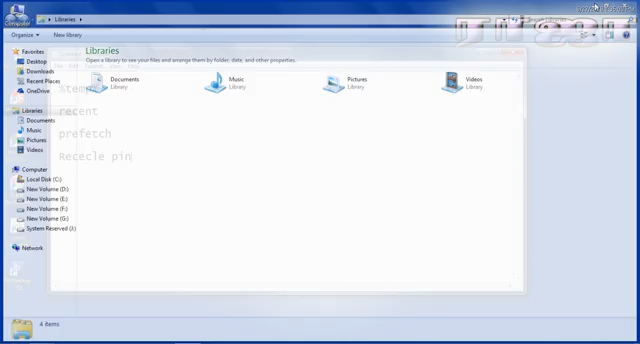 Computer
Libraries
Search Libraries
Organize
New library
Favorites
Desktop
Downloads
Recent Places
OneDrive
Libraries
Documents
Music
Pictures
Videos
Computer
Local Disk (C:)
New Volume (D:)
New Volume (E:)
New Volume (F:)
New Volume (G:)
System Reserved (J:)
Network
Libraries
Open a library to see your files and arrange them by folder, date, and other properties.
Documents
Library
Music
Library
Pictures
Library
Videos
Library
%temp%
recent
prefetch
Rececle pin
4 items